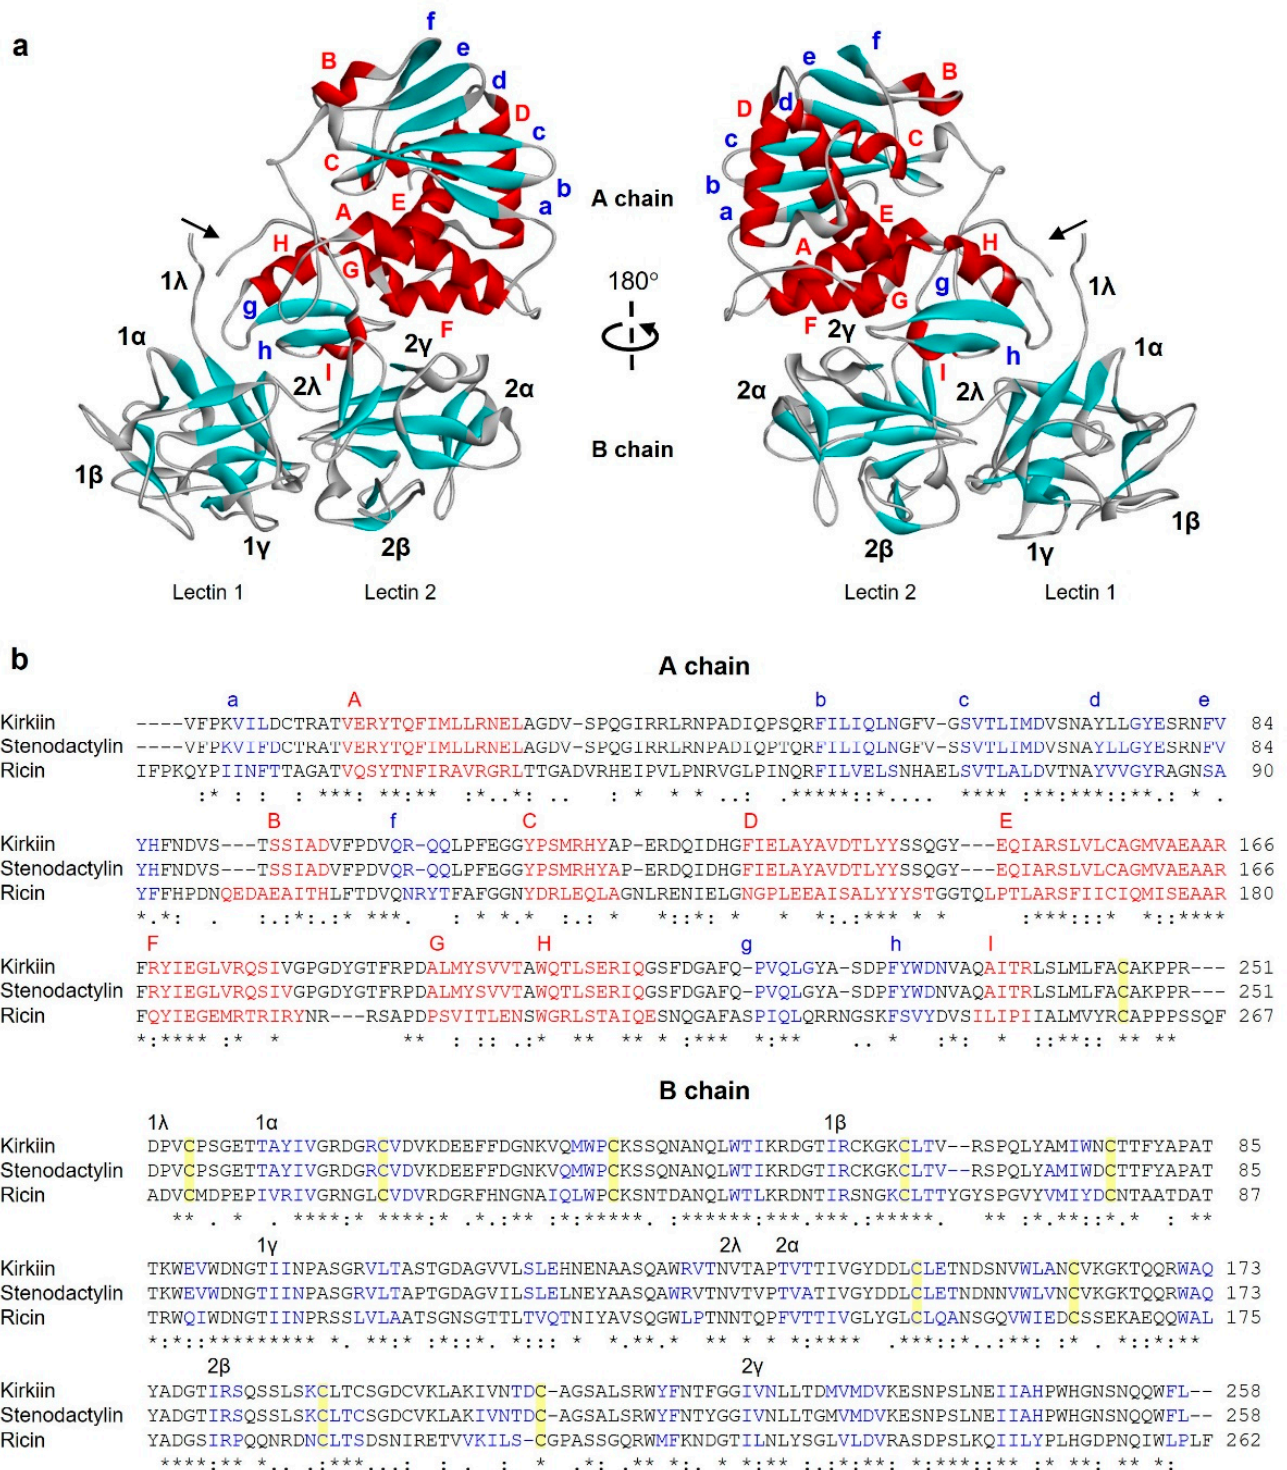 a
f
e
d
B
D
c
C
b
E
a
A
H
G
1λ
g
F
1α
h
I
2γ
2λ
2α
1β
1γ
2β
Lectin 1 Lectin 2
A chain
180°
B chain
f
e
B
d
D
c
C
b
a
E
A
H
g
G
1λ
F
2γ
h
1α
I
2α
2λ
1β
2β
1γ
Lectin 2 Lectin 1
b
A chain
a A b c d e
Kirkiin ----VFPKVILDCTRATVERYTQFIMLLRNELAGDV-SPQGIRRLRNPADIQPSQRFILIQLNGFV-GSVTLIMDVSNAYLLGYESRNFV 84
Stenodactylin ----VFPKVIFDCTRATVERYTQFIMLLRNELAGDV-SPQGIRRLRNPADIQPTQRFILIQLNGFV-GSVTLIMDVSNAYLLGYESRNFV 84
Ricin IFPKQYPIINFTTAGATVQSYTNFIRAVRGRLTTGADVRHEIPVLPNRVGLPINQRFILVELSNHAELSVTLALDVTNAYVVGYRAGNSA 90
B f C D E
Kirkiin YHFNDVS---TSSIADVFPDVQR-QQLPFEGGYPSMRHYAP-ERDQIDHGFIELAYAVDTLYYSSQGY---EQIARSLVLCAGMVAEAAR 166
Stenodactylin YHFNDVS---TSSIADVFPDVQR-QQLPFEGGYPSMRHYAP-ERDQIDHGFIELAYAVDTLYYSSQGY---EQIARSLVLCAGMVAEAAR 166
Ricin YFFHPDNQEDAEAITHLFTDVQNRYTFAFGGNYDRLEQLAGNLRENIELGNGPLEEAISALYYYSTGGTQLPTLARSFIICIQMISEAAR 180
F G H g h I
Kirkiin FRYIEGLVRQSIVGPGDYGTFRPDALMYSVVTAWQTLSERIQGSFDGAFQ-PVQLGYA-SDPFYWDNVAQAITRLSLMLFACAKPPR--- 251
Stenodactylin FRYIEGLVRQSIVGPGDYGTFRPDALMYSVVTAWQTLSERIQGSFDGAFQ-PVQLGYA-SDPFYWDNVAQAITRLSLMLFACAKPPR--- 251
Ricin FQYIEGEMRTRIRYNR---RSAPDPSVITLENSWGRLSTAIQESNQGAFASPIQLQRRNGSKFSVYDVSILIPIIALMVYRCAPPPSSQF 267
B chain
1λ 1α 1β
Kirkiin DPVCPSGETTAYIVGRDGRCVDVKDEEFFDGNKVQMWPCKSSQNANQLWTIKRDGTIRCKGKCLTV--RSPQLYAMIWNCTTFYAPAT 85
Stenodactylin DPVCPSGETTAYIVGRDGRCVDVKDEEFFDGNKVQMWPCKSSQNANQLWTIKRDGTIRCKGKCLTV--RSPQLYAMIWDCTTFYAPAT 85
Ricin ADVCMDPEPIVRIVGRNGLCVDVRDGRFHNGNAIQLWPCKSNTDANQLWTLKRDNTIRSNGKCLTTYGYSPGVYVMIYDCNTAATDAT 87
1γ 2λ 2α
Kirkiin TKWEVWDNGTIINPASGRVLTASTGDAGVVLSLEHNENAASQAWRVTNVTAPTVTTIVGYDDLCLETNDSNVWLANCVKGKTQQRWAQ 173
Stenodactylin TKWEVWDNGTIINPASGRVLTAPTGDAGVILSLELNEYAASQAWRVTNVTVPTVATIVGYDDLCLETNDNNVWLVNCVKGKTQQRWAQ 173
Ricin TRWQIWDNGTIINPRSSLVLAATSGNSGTTLTVQTNIYAVSQGWLPTNNTQPFVTTIVGLYGLCLQANSGQVWIEDCSSEKAEQQWAL 175
2β 2γ
Kirkiin YADGTIRSQSSLSKCLTCSGDCVKLAKIVNTDC-AGSALSRWYFNTFGGIVNLLTDMVMDVKESNPSLNEIIAHPWHGNSNQQWFL-- 258
Stenodactylin YADGTIRSQSSLSKCLTCSGDCVKLAKIVNTDC-AGSALSRWYFNTYGGIVNLLTGMVMDVKESNPSLNEIIAHPWHGNSNQQWFL-- 258
Ricin YADGSIRPQQNRDNCLTSDSNIRETVVKILS-CGPASSGQRWMFKNDGTILNLYSGLVLDVRASDPSLKQIILYPLHGDPNQIWLPLF 262